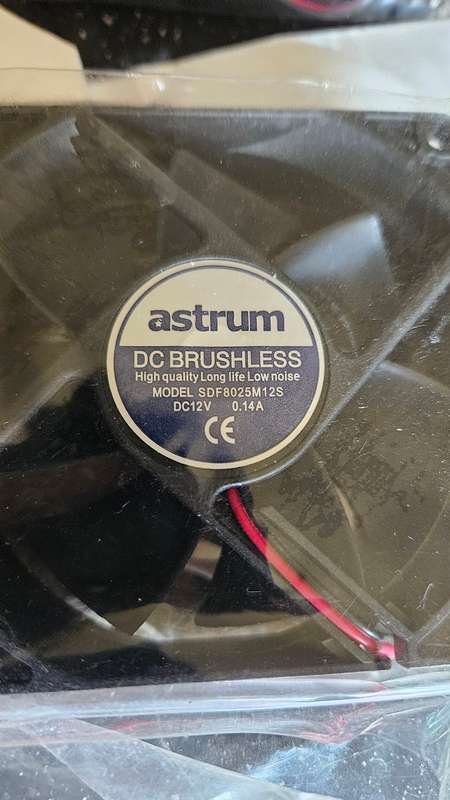 astrum
DC BRUSHLESS
High quality Long life Low noise
MODEL SDF8025M12S
DC12V 0.14A
CE